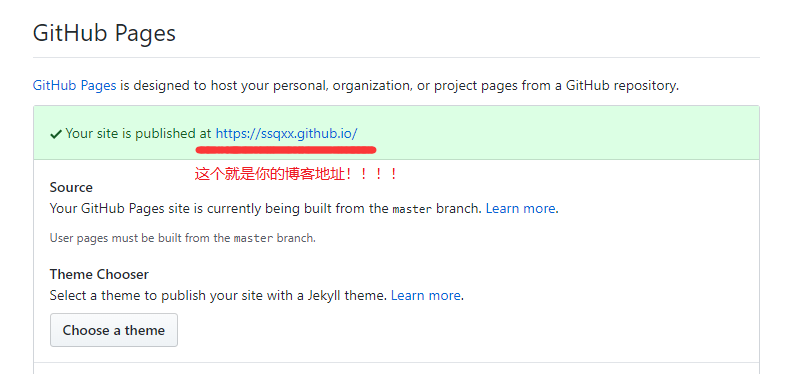 GitHub Pages
GitHub Pages is designed to host your personal, organization, or project pages from a GitHub repository.
Your site is published at https://ssqxx.github.io/
这个就是你的博客地址！！！！
Source
Your GitHub Pages site is currently being built from the master branch. Learn more.
User pages must be built from the master branch.
Theme Chooser
Select a theme to publish your site with a Jekyll theme. Learn more.
Choose a theme